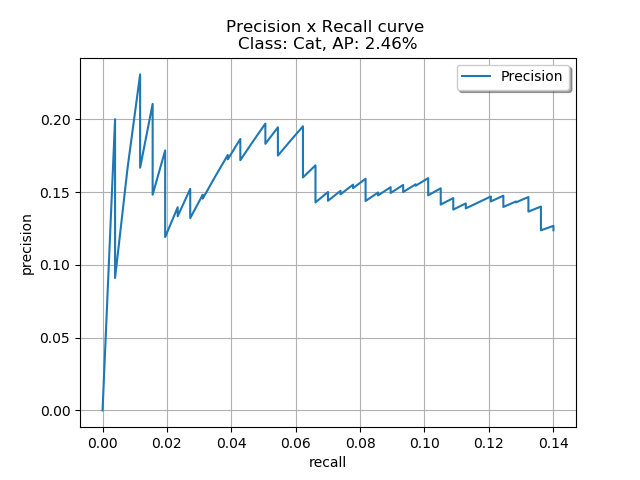 Precision x Recall curve
Class: Cat, AP: 2.46%
Precision
precision
0.20
0.15
0.10
0.05
0.00
0.00 0.02 0.04 0.06 0.08 0.10 0.12 0.14
recall